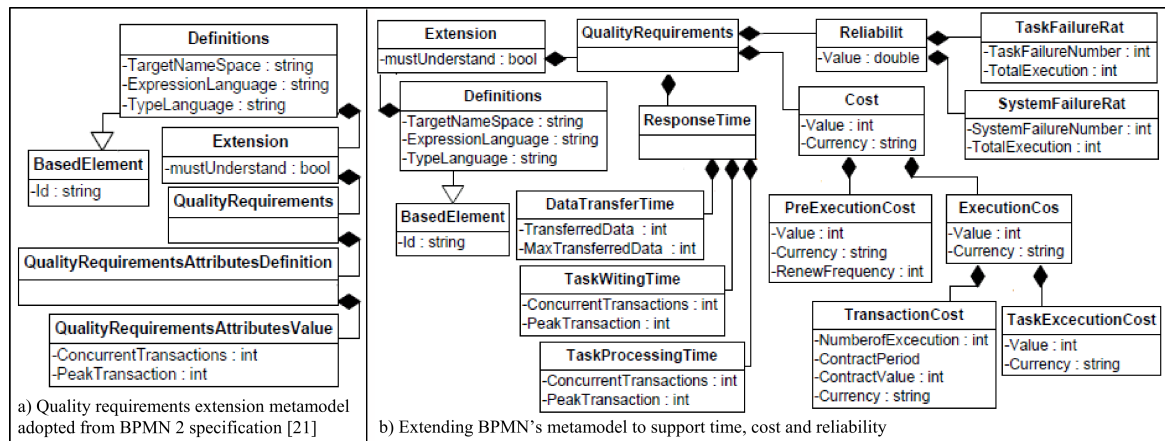 Definitions
-TargetNameSpace : string
-ExpressionLanguage : string
-TypeLanguage : string
Extension
-mustUnderstand : bool
BasedElement
-Id : string
QualityRequirements
QualityRequirementsAttributesDefinition
QualityRequirementsAttributesValue
-ConcurrentTransactions : int
-PeakTransaction : int
a) Quality requirements extension metamodel
adopted from BPMN 2 specification [21]
Extension
-mustUnderstand : bool
QualityRequirements
Reliabilit
-Value : double
TaskFailureRat
-TaskFailureNumber : int
-TotalExecution : int
SystemFailureRat
-SystemFailureNumber : int
-TotalExecution : int
Definitions
-TargetNameSpace : string
-ExpressionLanguage : string
-TypeLanguage : string
ResponseTime
Cost
-Value : int
-Currency : string
BasedElement
-Id : string
DataTransferTime
-TransferredData : int
-MaxTransferredData : int
PreExecutionCost
-Value : int
-Currency : string
-RenewFrequency : int
ExecutionCos
-Value : int
-Currency : string
TaskWitingTime
-ConcurrentTransactions : int
-PeakTransaction : int
TransactionCost
-NumberofExcecution : int
-ContractPeriod
-ContractValue : int
-Currency : string
TaskExcecutionCost
-Value : int
-Currency : string
TaskProcessingTime
-ConcurrentTransactions : int
-PeakTransaction : int
b) Extending BPMN's metamodel to support time, cost and reliability